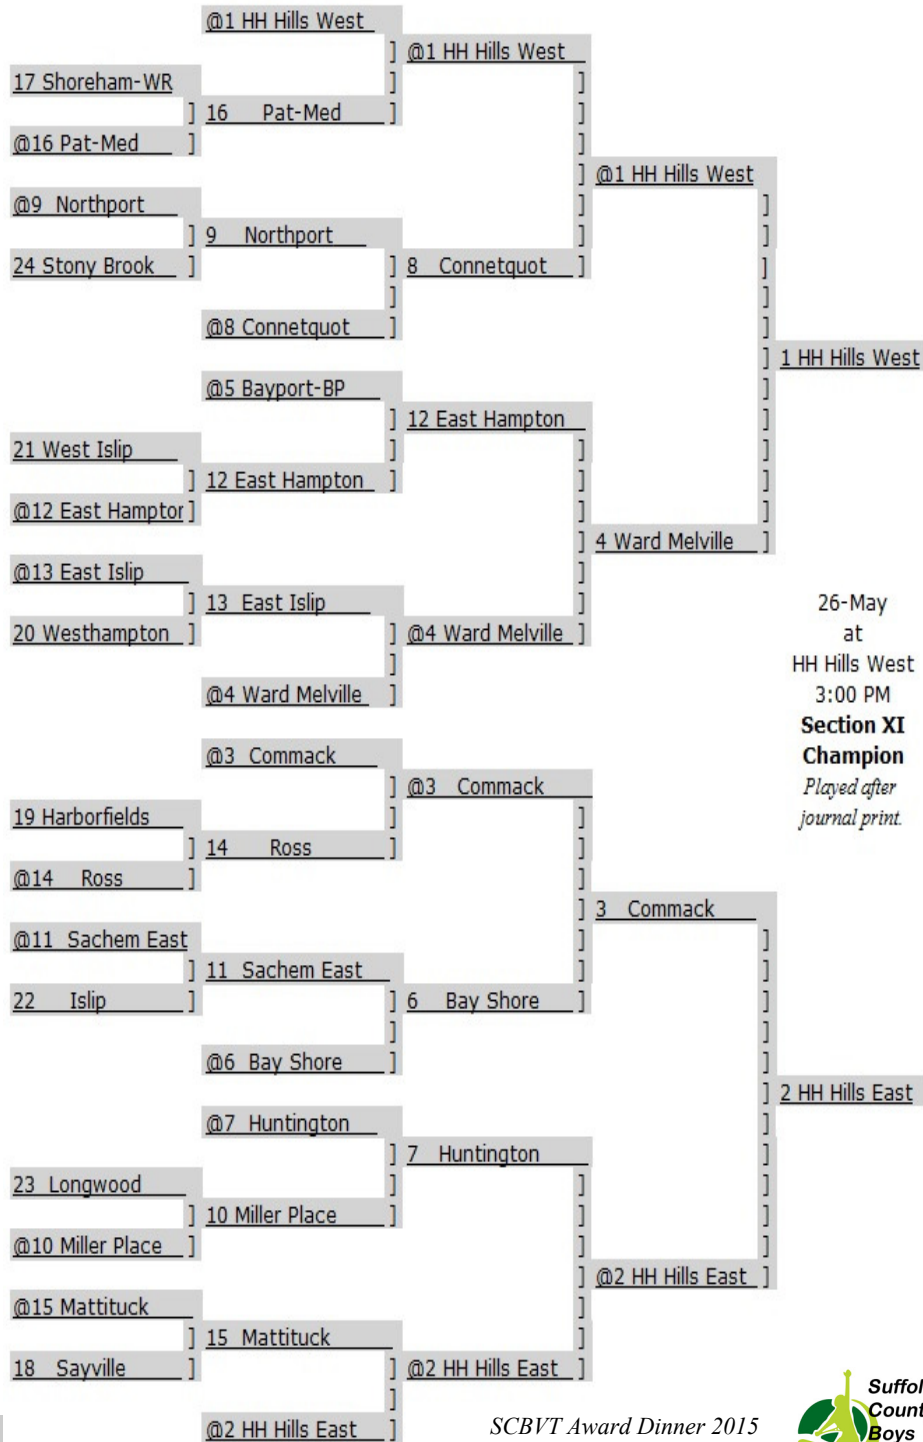 @1 HH Hills West
] @1 HH Hills West
17 Shoreham-WR ]
] 16 Pat-Med ] ]
@16 Pat-Med ] ]
] @1 HH Hills West
@9 Northport ] ]
] 9 Northport ] ]
24 Stony Brook ] ] 8 Connetquot ] ]
] ]
@8 Connetquot ] ]
] 1 HH Hills West
@5 Bayport-BP ]
] 12 East Hampton ]
21 West Islip ] ] ]
] 12 East Hampton ] ] ]
@12 East Hampton ] ] ]
] 4 Ward Melville ]
@13 East Islip ]
] 13 East Islip ]
20 Westhampton ] ] @4 Ward Melville ]
]
@4 Ward Melville ]
26-May
at
HH Hills West
3:00 PM
Section XI
Champion
Played after
journal print.
@3 Commack
] @3 Commack
19 Harborfields ] ]
] 14 Ross ] ]
@14 Ross ] ]
] 3 Commack
@11 Sachem East ] ]
] 11 Sachem East ] ]
22 Islip ] ] 6 Bay Shore ] ]
] ]
@6 Bay Shore ] ]
] 2 HH Hills East
@7 Huntington ]
] 7 Huntington ]
23 Longwood ] ] ]
] 10 Miller Place ] ] ]
@10 Miller Place ] ] ]
] @2 HH Hills East ]
@15 Mattituck ]
] 15 Mattituck ]
18 Sayville ] ] @2 HH Hills East ]
]
@2 HH Hills East ]
SCBVT Award Dinner 2015
Suffol
Count
Boys